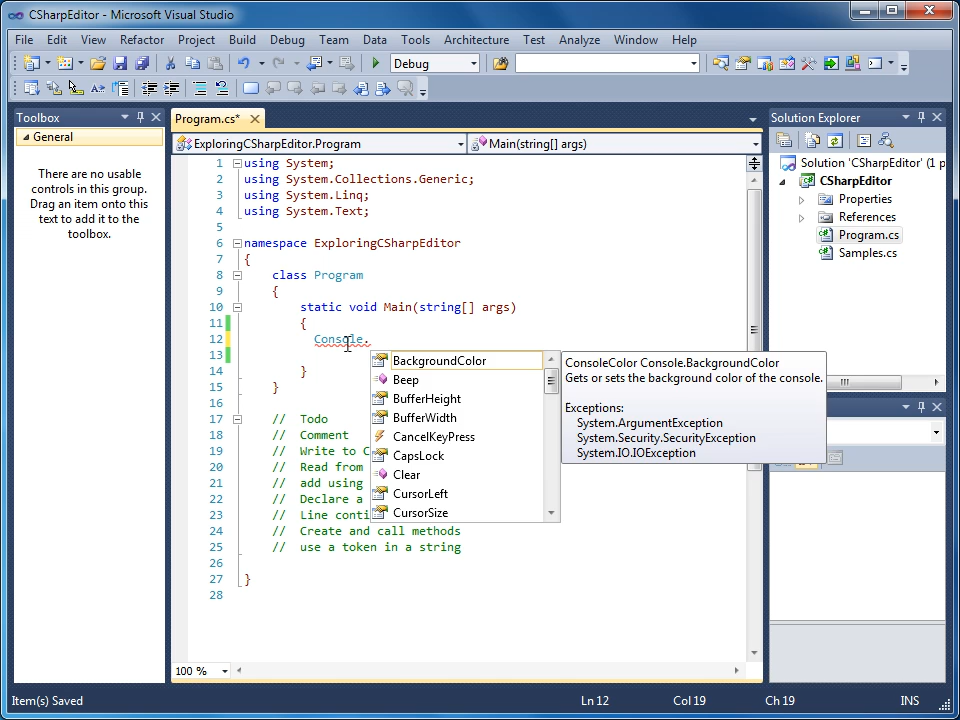 CSharpEditor - Microsoft Visual Studio
File Edit View Refactor Project Build Debug Team Data Tools Architecture Test Analyze Window Help
Debug
Toolbox
General
There are no usable
controls in this group.
Drag an item onto this
text to add it to the
toolbox.
Program.cs*
ExploringCSharpEditor.Program
Main(string[] args)
1 using System;
2 using System.Collections.Generic;
3 using System.Linq;
4 using System.Text;
5
6 namespace ExploringCSharpEditor
7 {
8 class Program
9 {
10 static void Main(string[] args)
11 {
12 Console.
13
14 }
15 }
16
17 // Todo
18 // Comment
19 // Write to C
20 // Read from
21 // add using
22 // Declare a
23 // Line conti
24 // Create and call methods
25 // use a token in a string
26
27 }
28
BackgroundColor
Beep
BufferHeight
BufferWidth
CancelKeyPress
CapsLock
Clear
CursorLeft
CursorSize
ConsoleColor Console.BackgroundColor
Gets or sets the background color of the console.
Exceptions:
System.ArgumentException
System.Security.SecurityException
System.IO.IOException
Solution Explorer
Solution 'CSharpEditor' (1 p
CSharpEditor
Properties
References
Program.cs
Samples.cs
100 %
Item(s) Saved
Ln 12 Col 19 Ch 19 INS